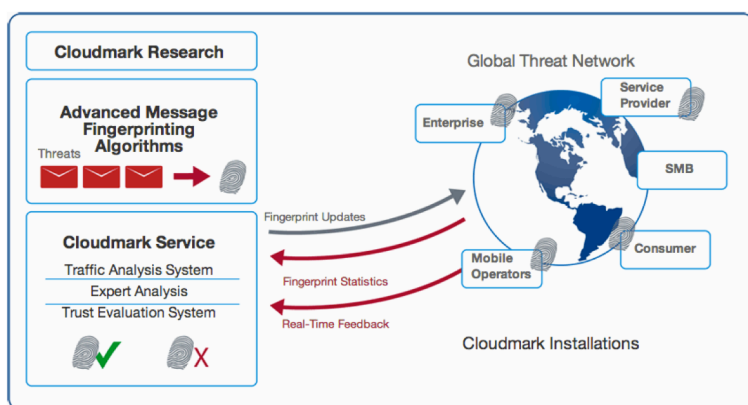 Cloudmark Research
Advanced Message
Fingerprinting
Algorithms
Threats
Cloudmark Service
Traffic Analysis System
Expert Analysis
Trust Evaluation System
Fingerprint Updates
Fingerprint Statistics
Real-Time Feedback
Global Threat Network
Service
Provider
Enterprise
SMB
Consumer
Mobile
Operators
Cloudmark Installations